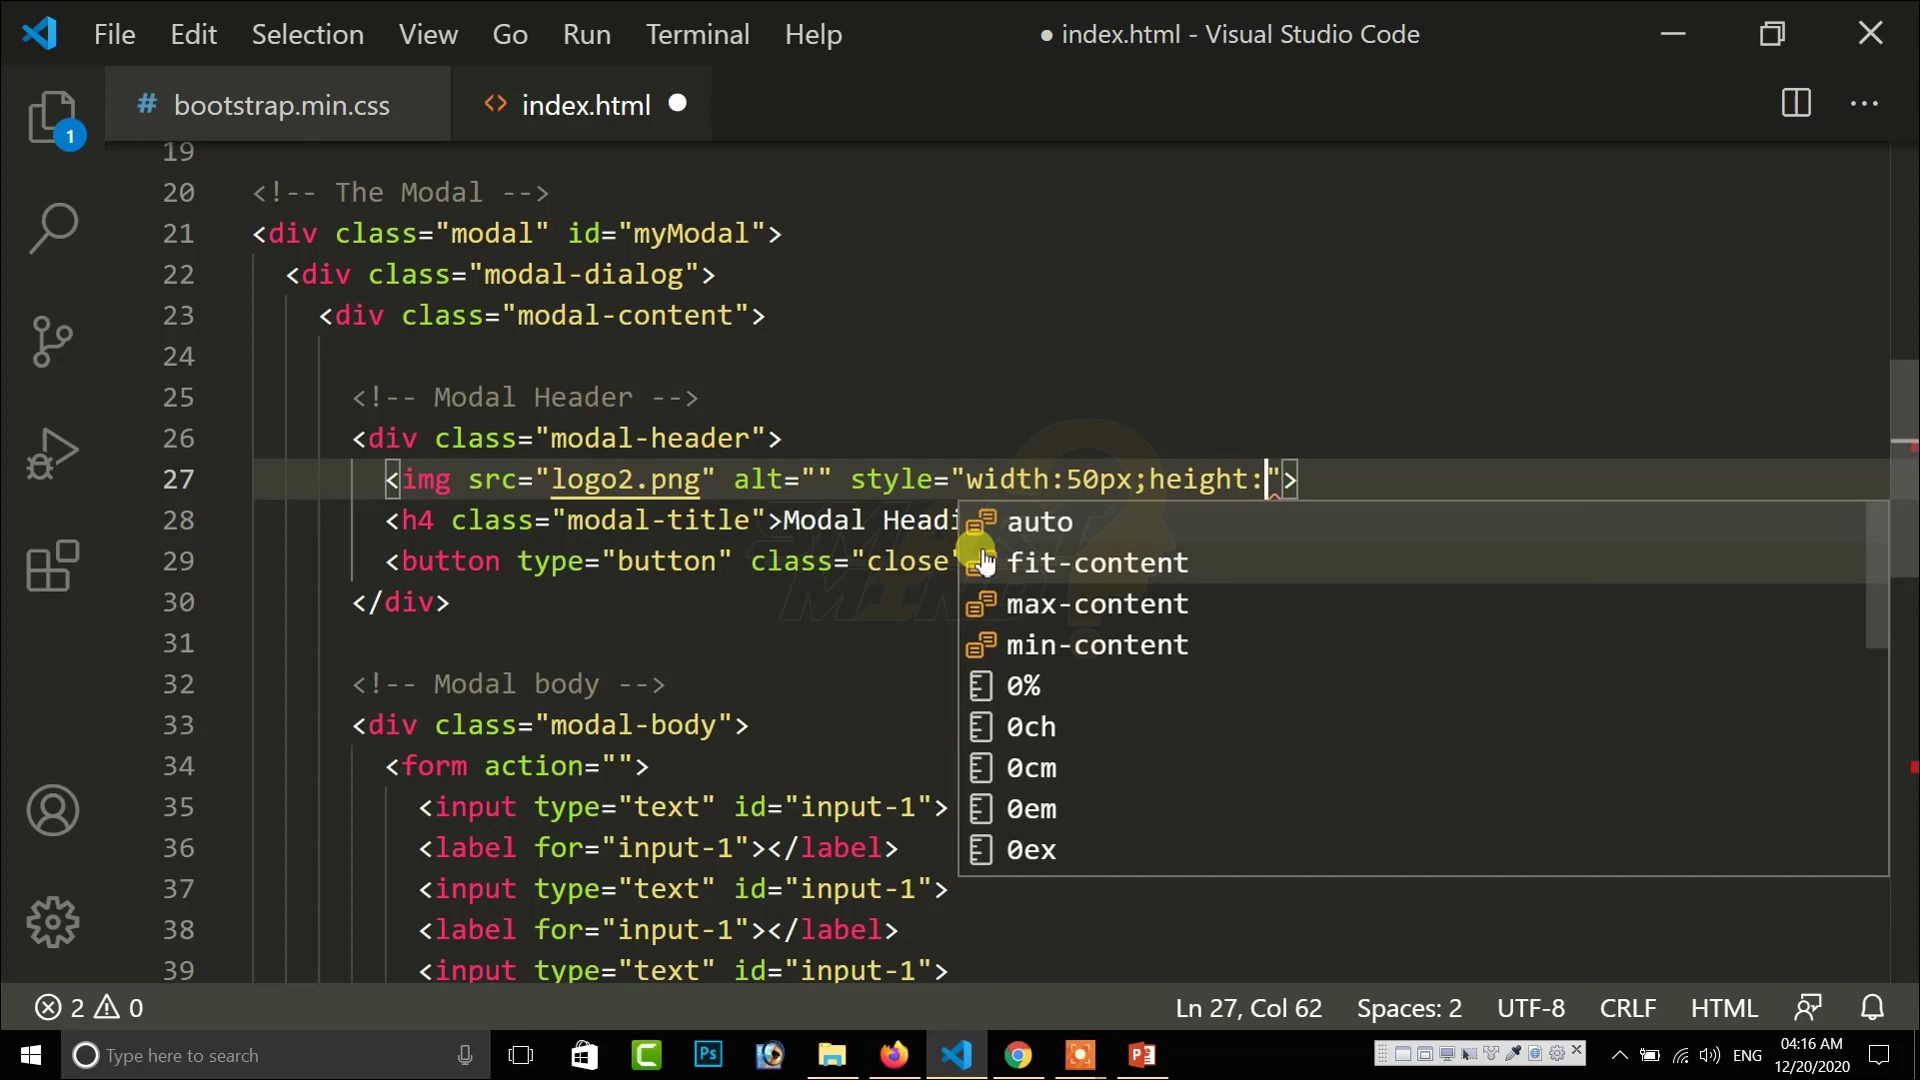 File Edit Selection View Go Run Terminal Help ● index.html - Visual Studio Code
# bootstrap.min.css <> index.html ●
1
19
20 <!-- The Modal -->
21 <div class="modal" id="myModal">
22 <div class="modal-dialog">
23 <div class="modal-content">
24
25 <!-- Modal Header -->
26 <div class="modal-header">
27 <img src="logo2.png" alt="" style="width:50px;height:">
28 <h4 class="modal-title">Modal Headi auto
29 <button type="button" class="close" fit-content
30 </div> max-content
31 min-content
32 <!-- Modal body --> 0%
33 <div class="modal-body"> 0ch
34 <form action=""> 0cm
35 <input type="text" id="input-1"> 0em
36 <label for="input-1"></label> 0ex
37 <input type="text" id="input-1">
38 <label for="input-1"></label>
39 <input type="text" id="input-1">
2 0 Ln 27, Col 62 Spaces: 2 UTF-8 CRLF HTML
Type here to search Ps ENG 04:16 AM
12/20/2020